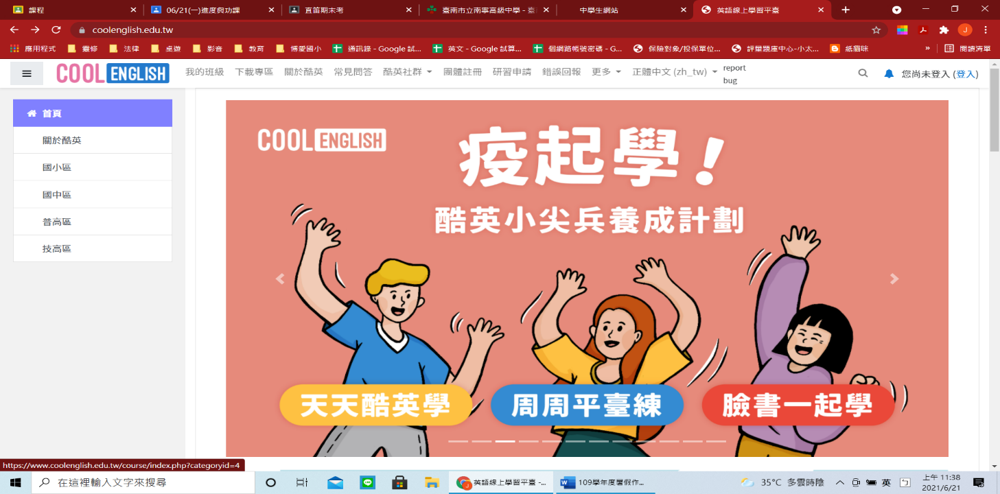 課程
06/21(一)進度與功課
直笛期末考
臺南市立南寧高級中學 - 臺
中學生網站
英語線上學習平臺
coolenglish.edu.tw
J
應用程式
靈修
法律
桌遊
影音
教育
博愛國小
通訊錄 - Google 試...
英文 - Google 試算...
個網路帳號密碼 - G...
保險對象/投保單位...
評量題庫中心-小太...
紙貓咪
»
閱讀清單
COOL ENGLISH
我的班級
下載專區
關於酷英
常見問答
酷英社群
團體註冊
研習申請
錯誤回報
更多
正體中文 (zh_tw)
report
bug
您尚未登入 (登入)
首頁
關於酷英
國小區
國中區
普高區
技高區
COOL ENGLISH
疫起學!
酷英小尖兵養成計劃
天天酷英學
周周平臺練
臉書一起學
https://www.coolenglish.edu.tw/course/index.php?categoryid=4
在這裡輸入文字來搜尋
英語線上學習平臺 -...
109學年度暑假作...
35°C 多雲時陰
英
ㄅ
上午 11:38
2021/6/21